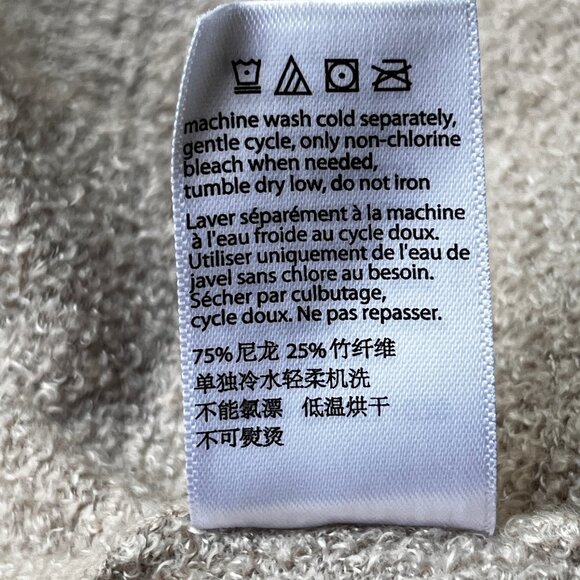 machine wash cold separately,
gentle cycle, only non-chlorine
bleach when needed,
tumble dry low, do not iron
Laver séparément à la machine
à l'eau froide au cycle doux.
Utiliser uniquement de l'eau de
javel sans chlore au besoin.
Sécher par culbutage,
cycle doux. Ne pas repasser.
75%尼龙 25%竹纤维
单独冷水轻柔机洗
不能氯漂 低温烘干
不可熨烫